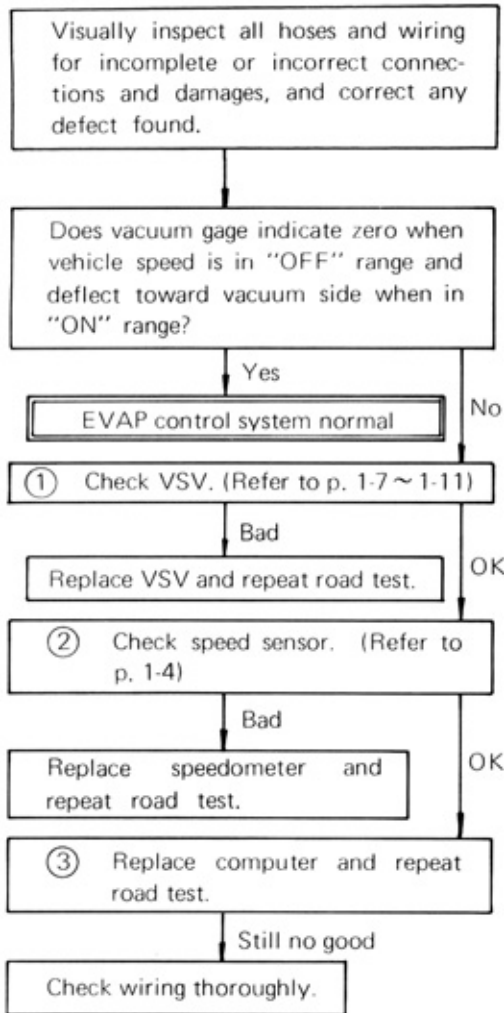 Visually inspect all hoses and wiring
for incomplete or incorrect connec-
tions and damages, and correct any
defect found.
Does vacuum gage indicate zero when
vehicle speed is in "OFF" range and
deflect toward vacuum side when in
"ON" range?
Yes
No
EVAP control system normal
① Check VSV. (Refer to p. 1-7 ~ 1-11)
Bad
OK
Replace VSV and repeat road test.
② Check speed sensor. (Refer to
p. 1-4)
Bad
OK
Replace speedometer and
repeat road test.
③ Replace computer and repeat
road test.
Still no good
Check wiring thoroughly.